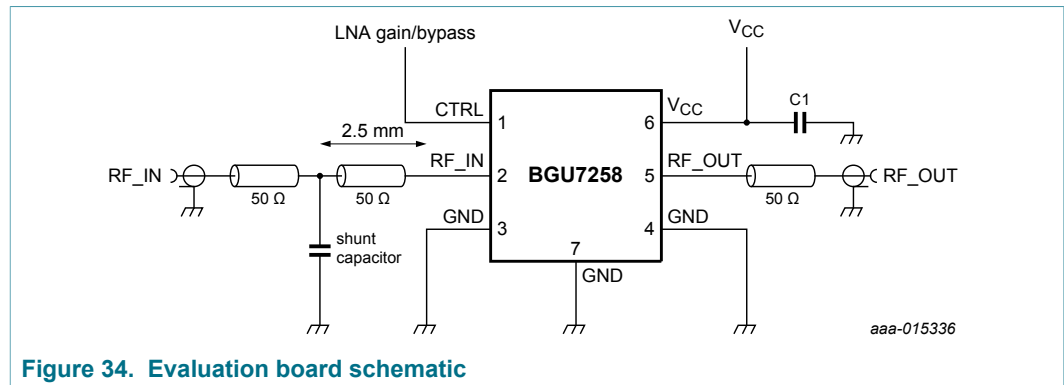 LNA gain/bypass
VCC
CTRL
1
6
VCC
C1
2.5 mm
RF_IN
RF_IN
2
BGU7258
5
RF_OUT
RF_OUT
50 Ω
50 Ω
50 Ω
GND
3
4
GND
shunt
capacitor
7
GND
aaa-015336
Figure 34. Evaluation board schematic